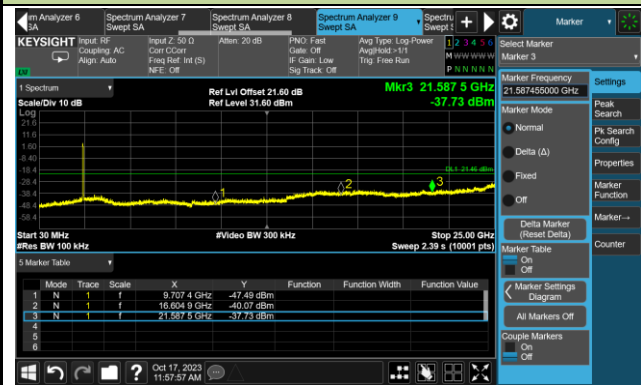 um Analyzer 6
SA
Spectrum Analyzer 7
Swept SA
Spectrum Analyzer 8
Swept SA
Spectrum Analyzer 9
Swept SA
Spectru
Swept
Marker
KEYSIGHT
Input: RF
Coupling: AC
Align: Auto
Input Z: 50 Ω
Corr CCorr
Freq Ref: Int (S)
NFE: Off
Atten: 20 dB
PNO: Fast
Gate: Off
IF Gain: Low
Sig Track: Off
Avg Type: Log-Power
Avg|Hold:>1/1
Trig: Free Run
1 2 3 4 5 6
M W W W W W
P N N N N N
Select Marker
Marker 3
LXI
1 Spectrum
Scale/Div 10 dB
Log
Ref Lvl Offset 21.60 dB
Ref Level 31.60 dBm
Mkr3 21.587 5 GHz
-37.73 dBm
21.6
11.6
1.60
-8.40
-18.4
-28.4
-38.4
-48.4
-58.4
DL1 -21.46 dBm
1
2
3
Start 30 MHz
#Res BW 100 kHz
#Video BW 300 kHz
Stop 25.00 GHz
Sweep 2.39 s (10001 pts)
5 Marker Table
Mode Trace Scale X Y Function Function Width Function Value
1 N 1 f 9.707 4 GHz -47.49 dBm
2 N 1 f 16.604 9 GHz -40.07 dBm
3 N 1 f 21.587 5 GHz -37.73 dBm
4
5
6
Marker Frequency
21.587455000 GHz
Marker Mode
Normal
Delta (Δ)
Fixed
Off
Delta Marker
(Reset Delta)
Marker Table
On
Off
Marker Settings
Diagram
All Markers Off
Couple Markers
On
Off
Settings
Peak
Search
Pk Search
Config
Properties
Marker
Function
Marker→
Counter
?
Oct 17, 2023
11:57:57 AM